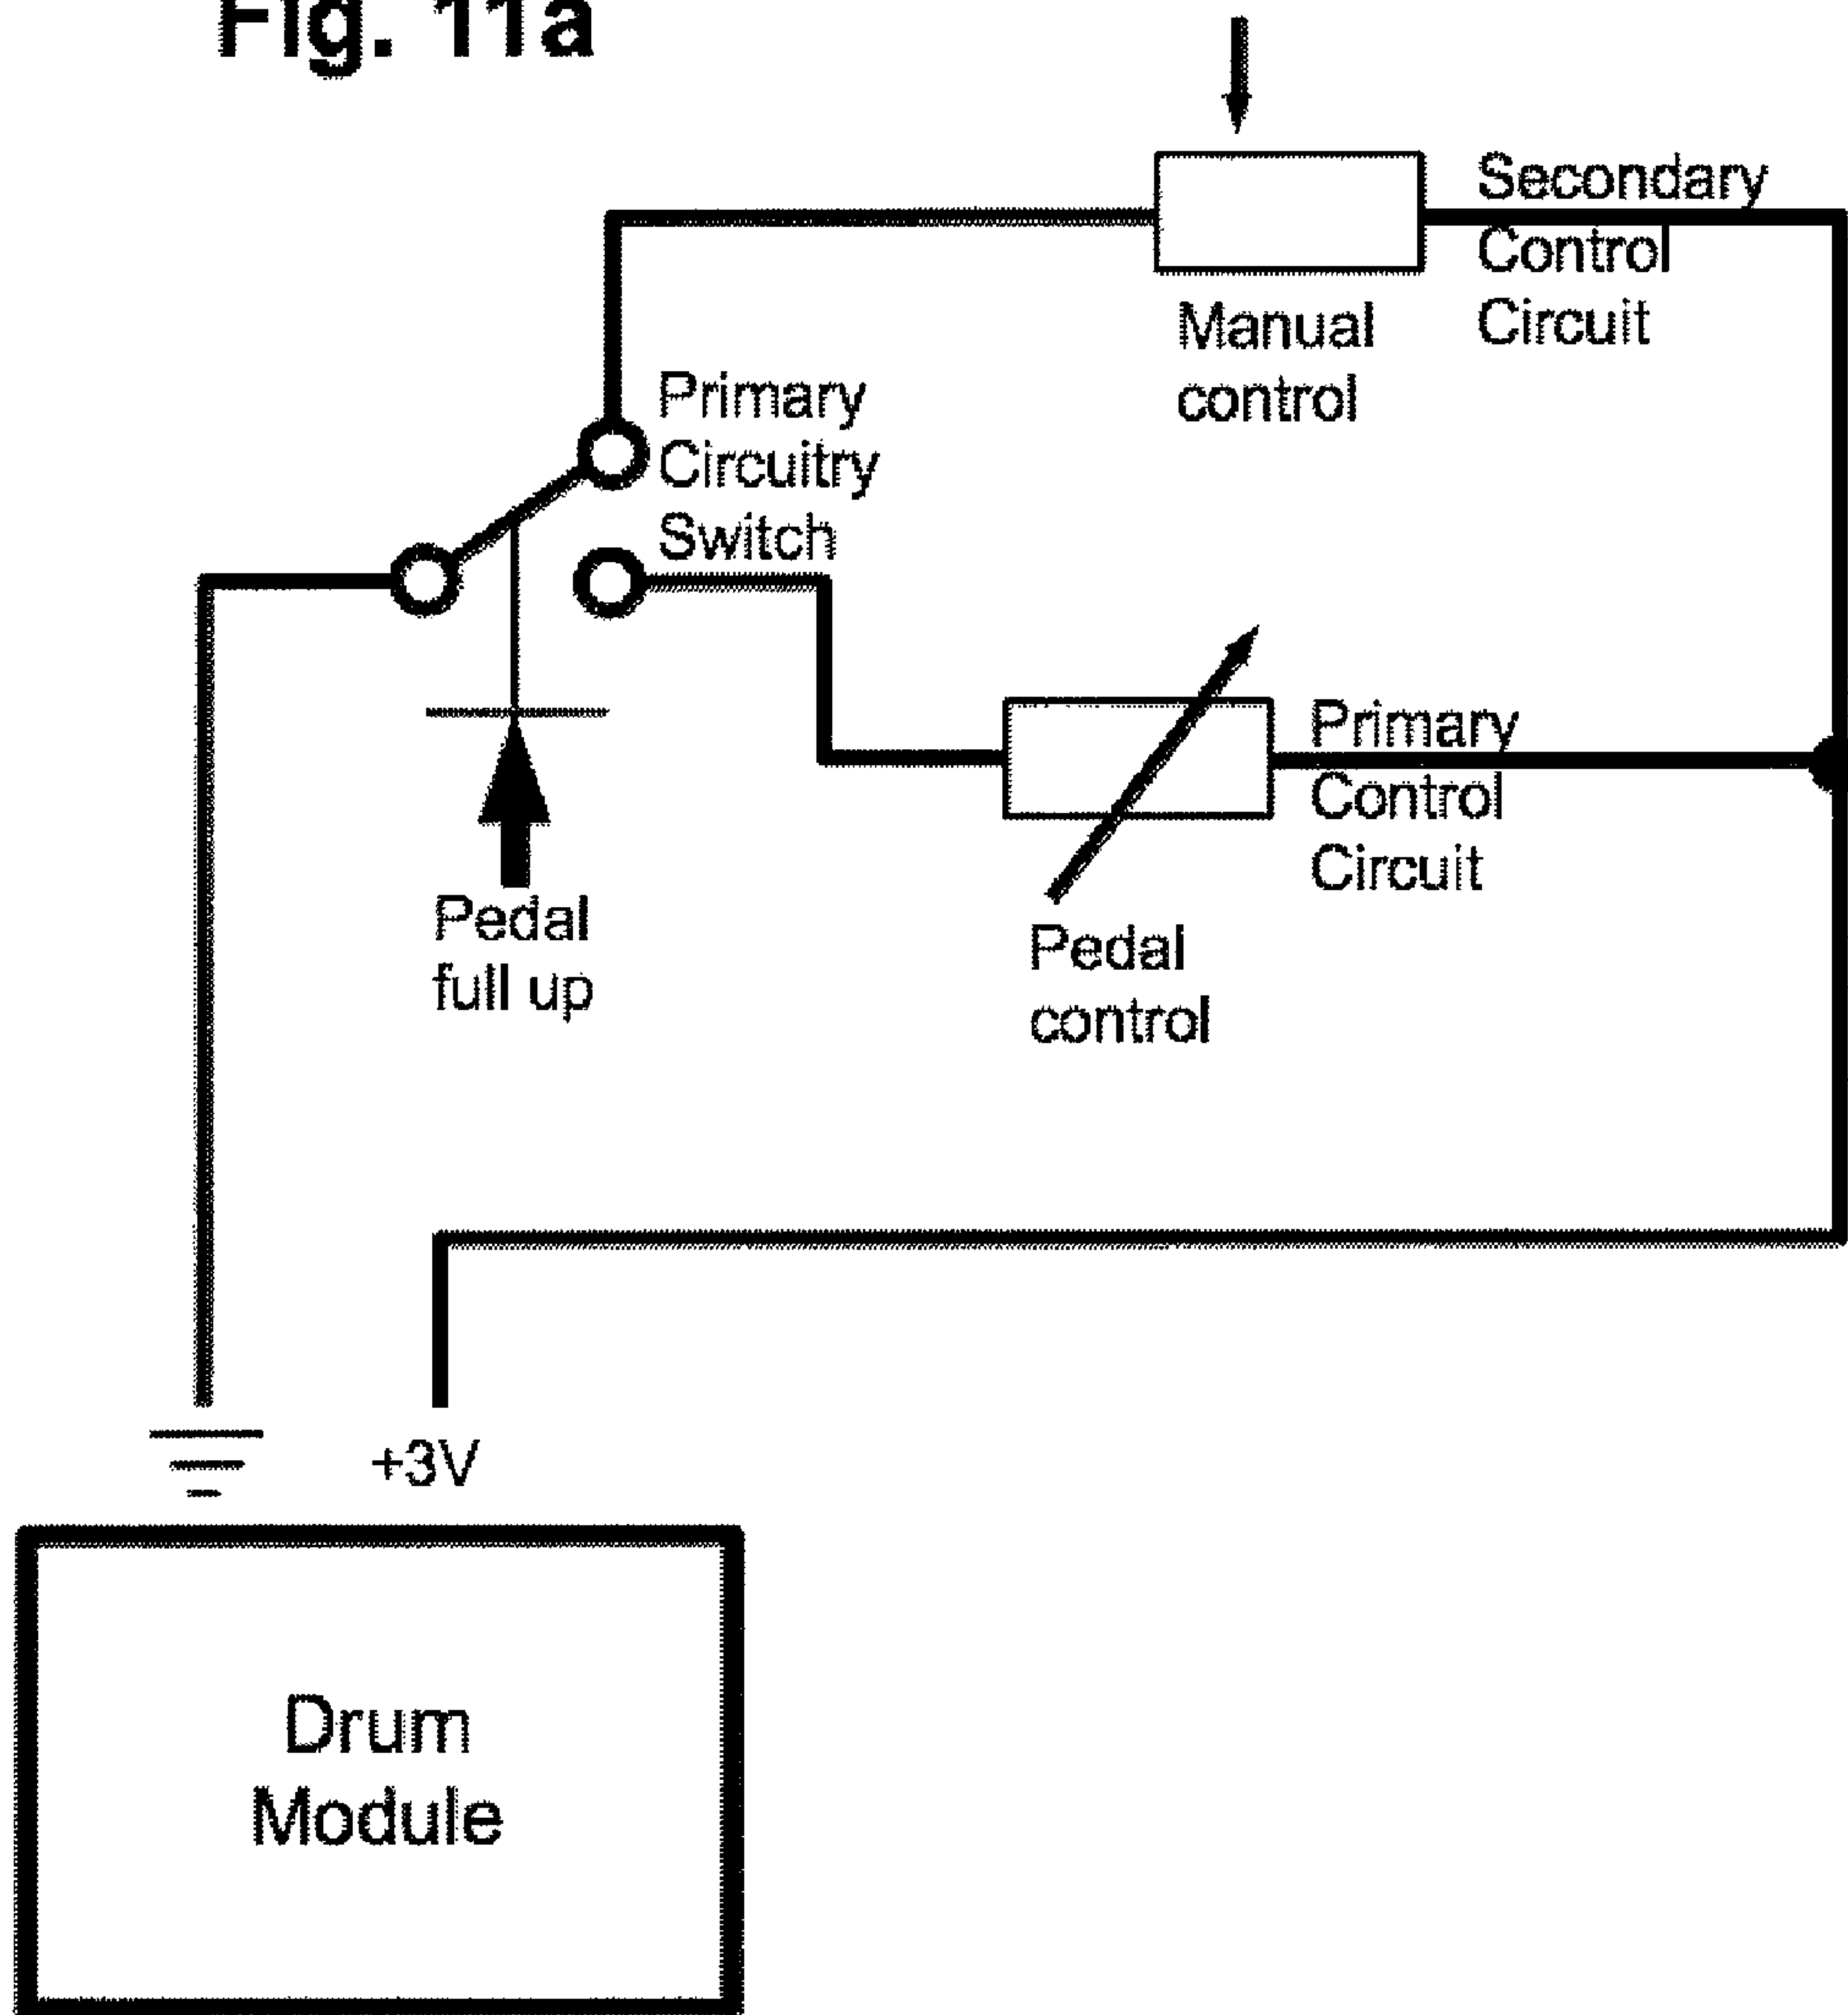 Fig. 11a
Secondary
Control
Circuit
Manual
control
Primary
Circuitry
Switch
Primary
Control
Circuit
Pedal
full up
Pedal
control
+3V
Drum
Module